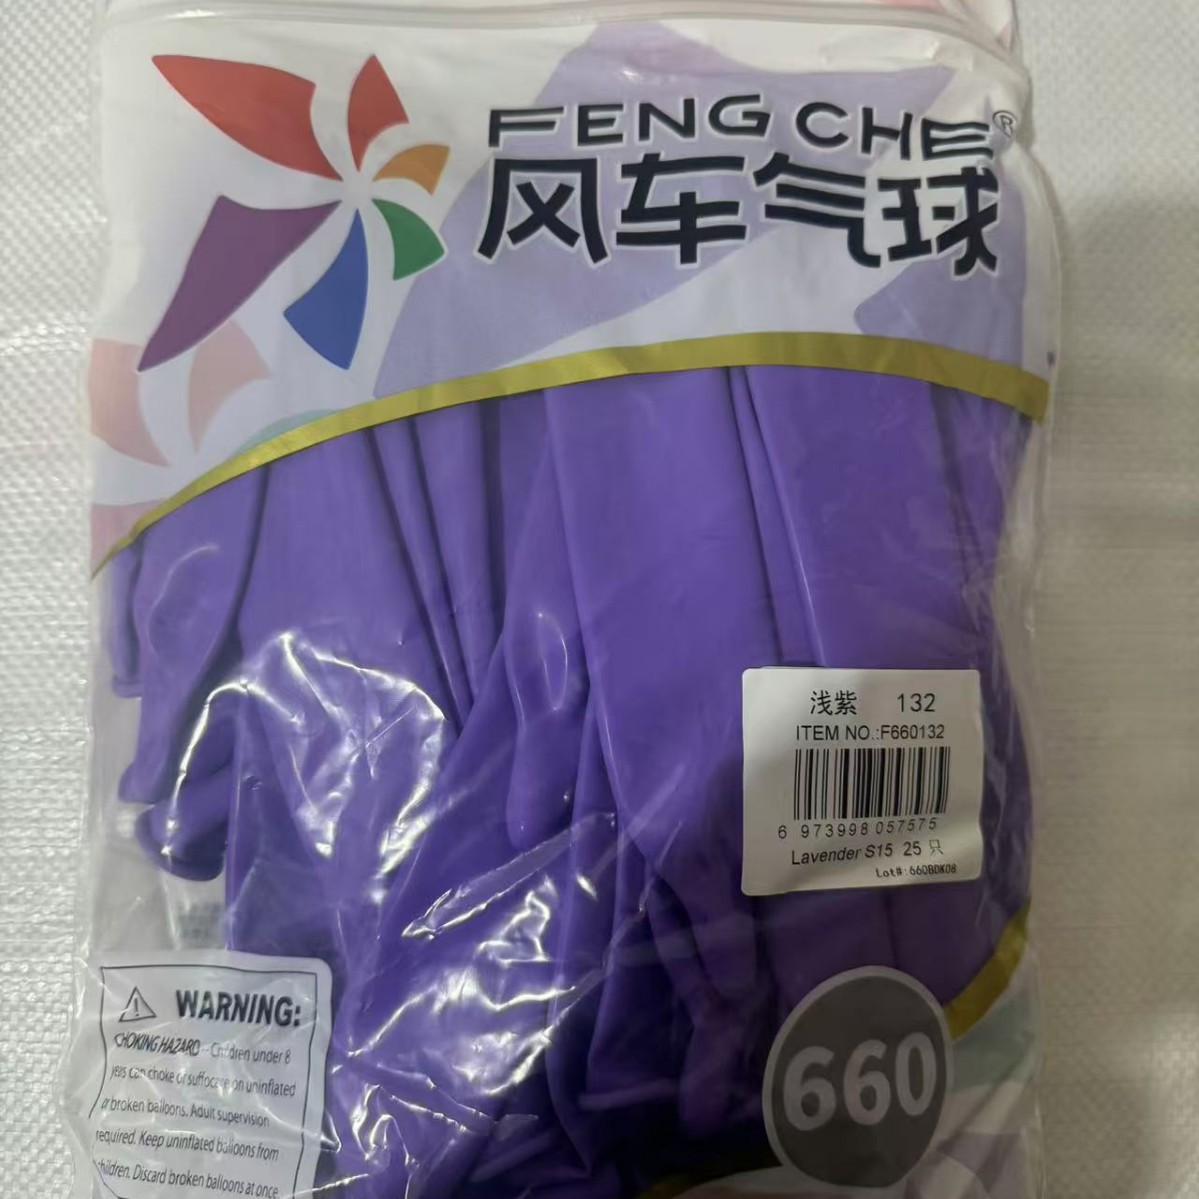 FENG CHE®
风车气球
浅紫 132
ITEM NO.:F660132
6 973998 057575
Lavender S15 25 只
Lot#:660BDK08
WARNING:
CHOKING HAZARD--Children under 8
years can choke or suffocate on uninflated
or broken balloons. Adult supervision
required. Keep uninflated balloons from
children. Discard broken balloons at once
660